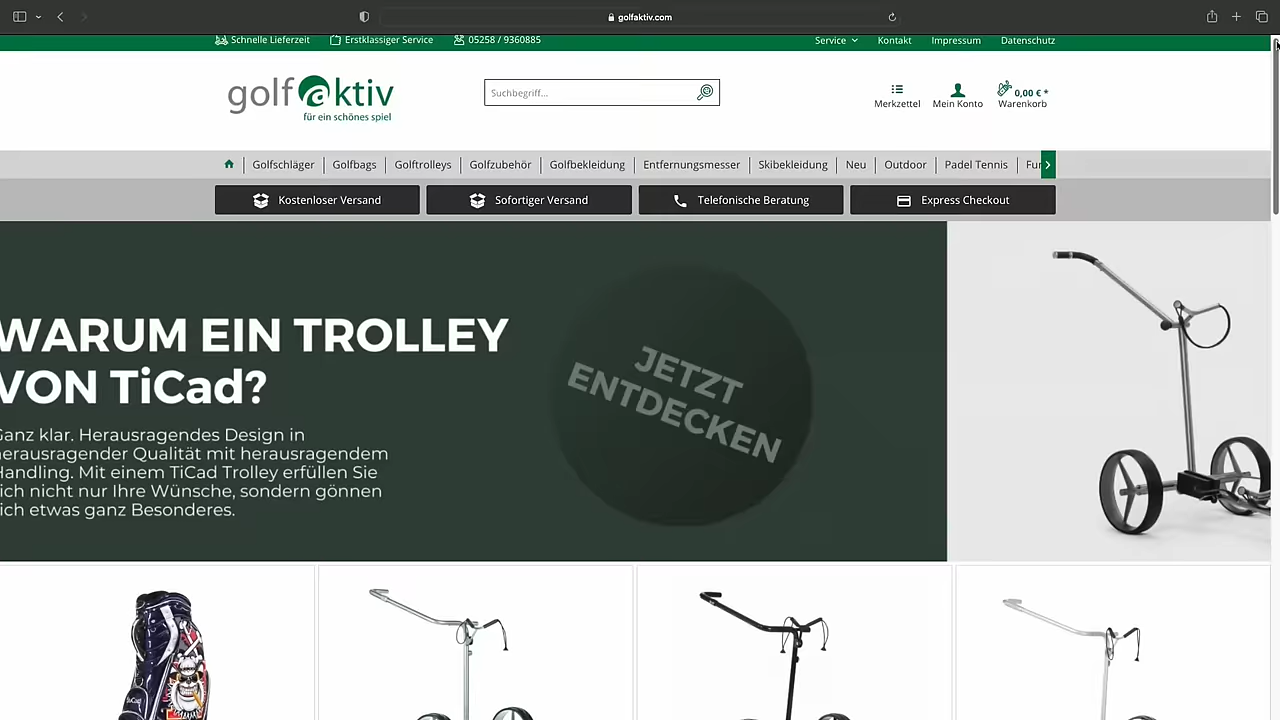 golfaktiv.com
Schnelle Lieferzeit
Erstklassiger Service
05258 / 9360885
Service
Kontakt
Impressum
Datenschutz
golf aktiv
für ein schönes spiel
Suchbegriff...
Merkzettel
Mein Konto
0,00 € *
Warenkorb
Golfschläger
Golfbags
Golftrolleys
Golfzubehör
Golfbekleidung
Entfernungsmesser
Skibekleidung
Neu
Outdoor
Padel Tennis
Kostenloser Versand
Sofortiger Versand
Telefonische Beratung
Express Checkout
WARUM EIN TROLLEY
VON TiCad?
Ganz klar. Herausragendes Design in
herausragender Qualität mit herausragendem
Handling. Mit einem TiCad Trolley erfüllen Sie
ich nicht nur Ihre Wünsche, sondern gönnen
ich etwas ganz Besonderes.
JETZT
ENTDECKEN